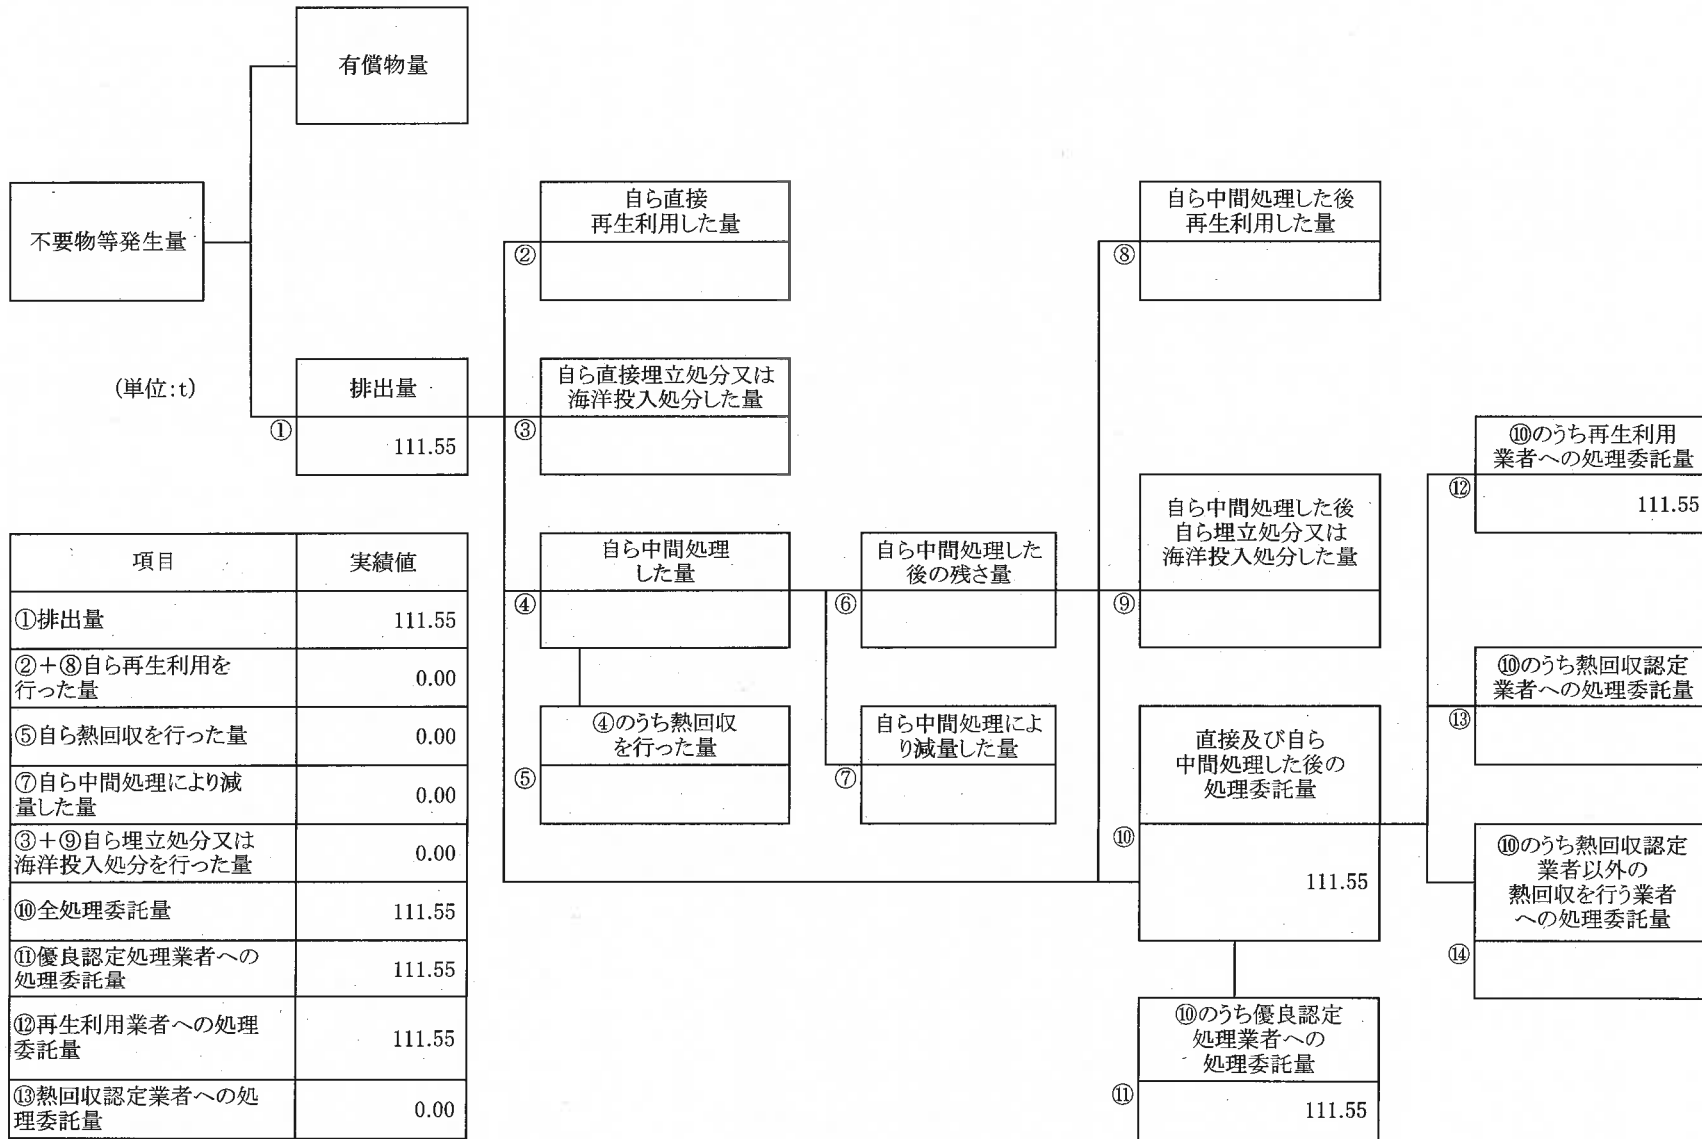 有償物量
不要物等発生量
(単位:t)
排出量
①
111.55
自ら直接
再生利用した量
②
自ら直接埋立処分又は
海洋投入処分した量
③
自ら中間処理
した量
④
④のうち熱回収
を行った量
⑤
自ら中間処理した
後の残さ量
⑥
自ら中間処理によ
り減量した量
⑦
自ら中間処理した後
再生利用した量
⑧
自ら中間処理した後
自ら埋立処分又は
海洋投入処分した量
⑨
直接及び自ら
中間処理した後の
処理委託量
⑩
111.55
⑩のうち優良認定
処理業者への
処理委託量
⑪
111.55
⑩のうち再生利用
業者への処理委託量
⑫
111.55
⑩のうち熱回収認定
業者への処理委託量
⑬
⑩のうち熱回収認定
業者以外の
熱回収を行う業者
への処理委託量
⑭
項目 実績値
①排出量 111.55
②+⑧自ら再生利用を
行った量 0.00
⑤自ら熱回収を行った量 0.00
⑦自ら中間処理により減
量した量 0.00
③+⑨自ら埋立処分又は
海洋投入処分を行った量 0.00
⑩全処理委託量 111.55
⑪優良認定処理業者への
処理委託量 111.55
⑫再生利用業者への処理
委託量 111.55
⑬熱回収認定業者への処
理委託量 0.00